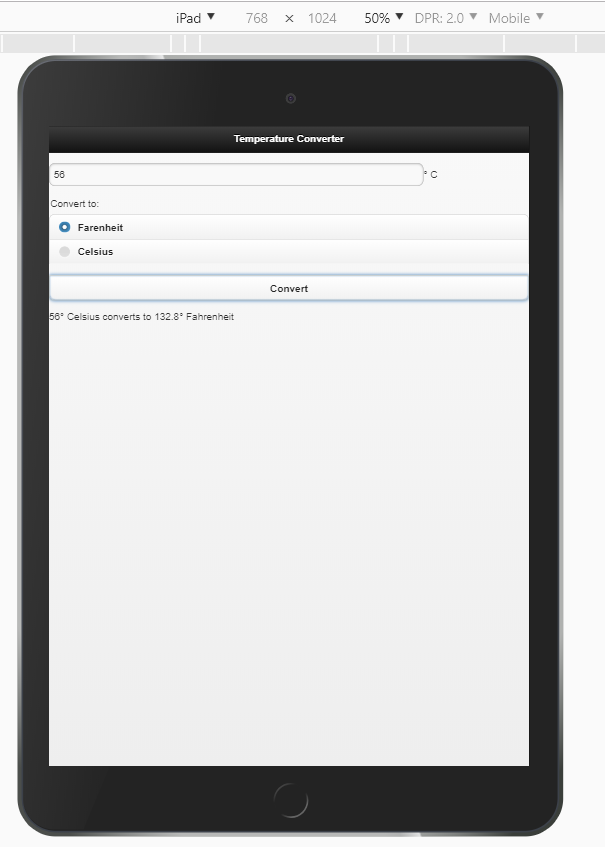 iPad ▼ 768 × 1024 50% ▼ DPR: 2.0 ▼ Mobile ▼
Temperature Converter
56 ° C
Convert to:
Farenheit
Celsius
Convert
56° Celsius converts to 132.8° Fahrenheit